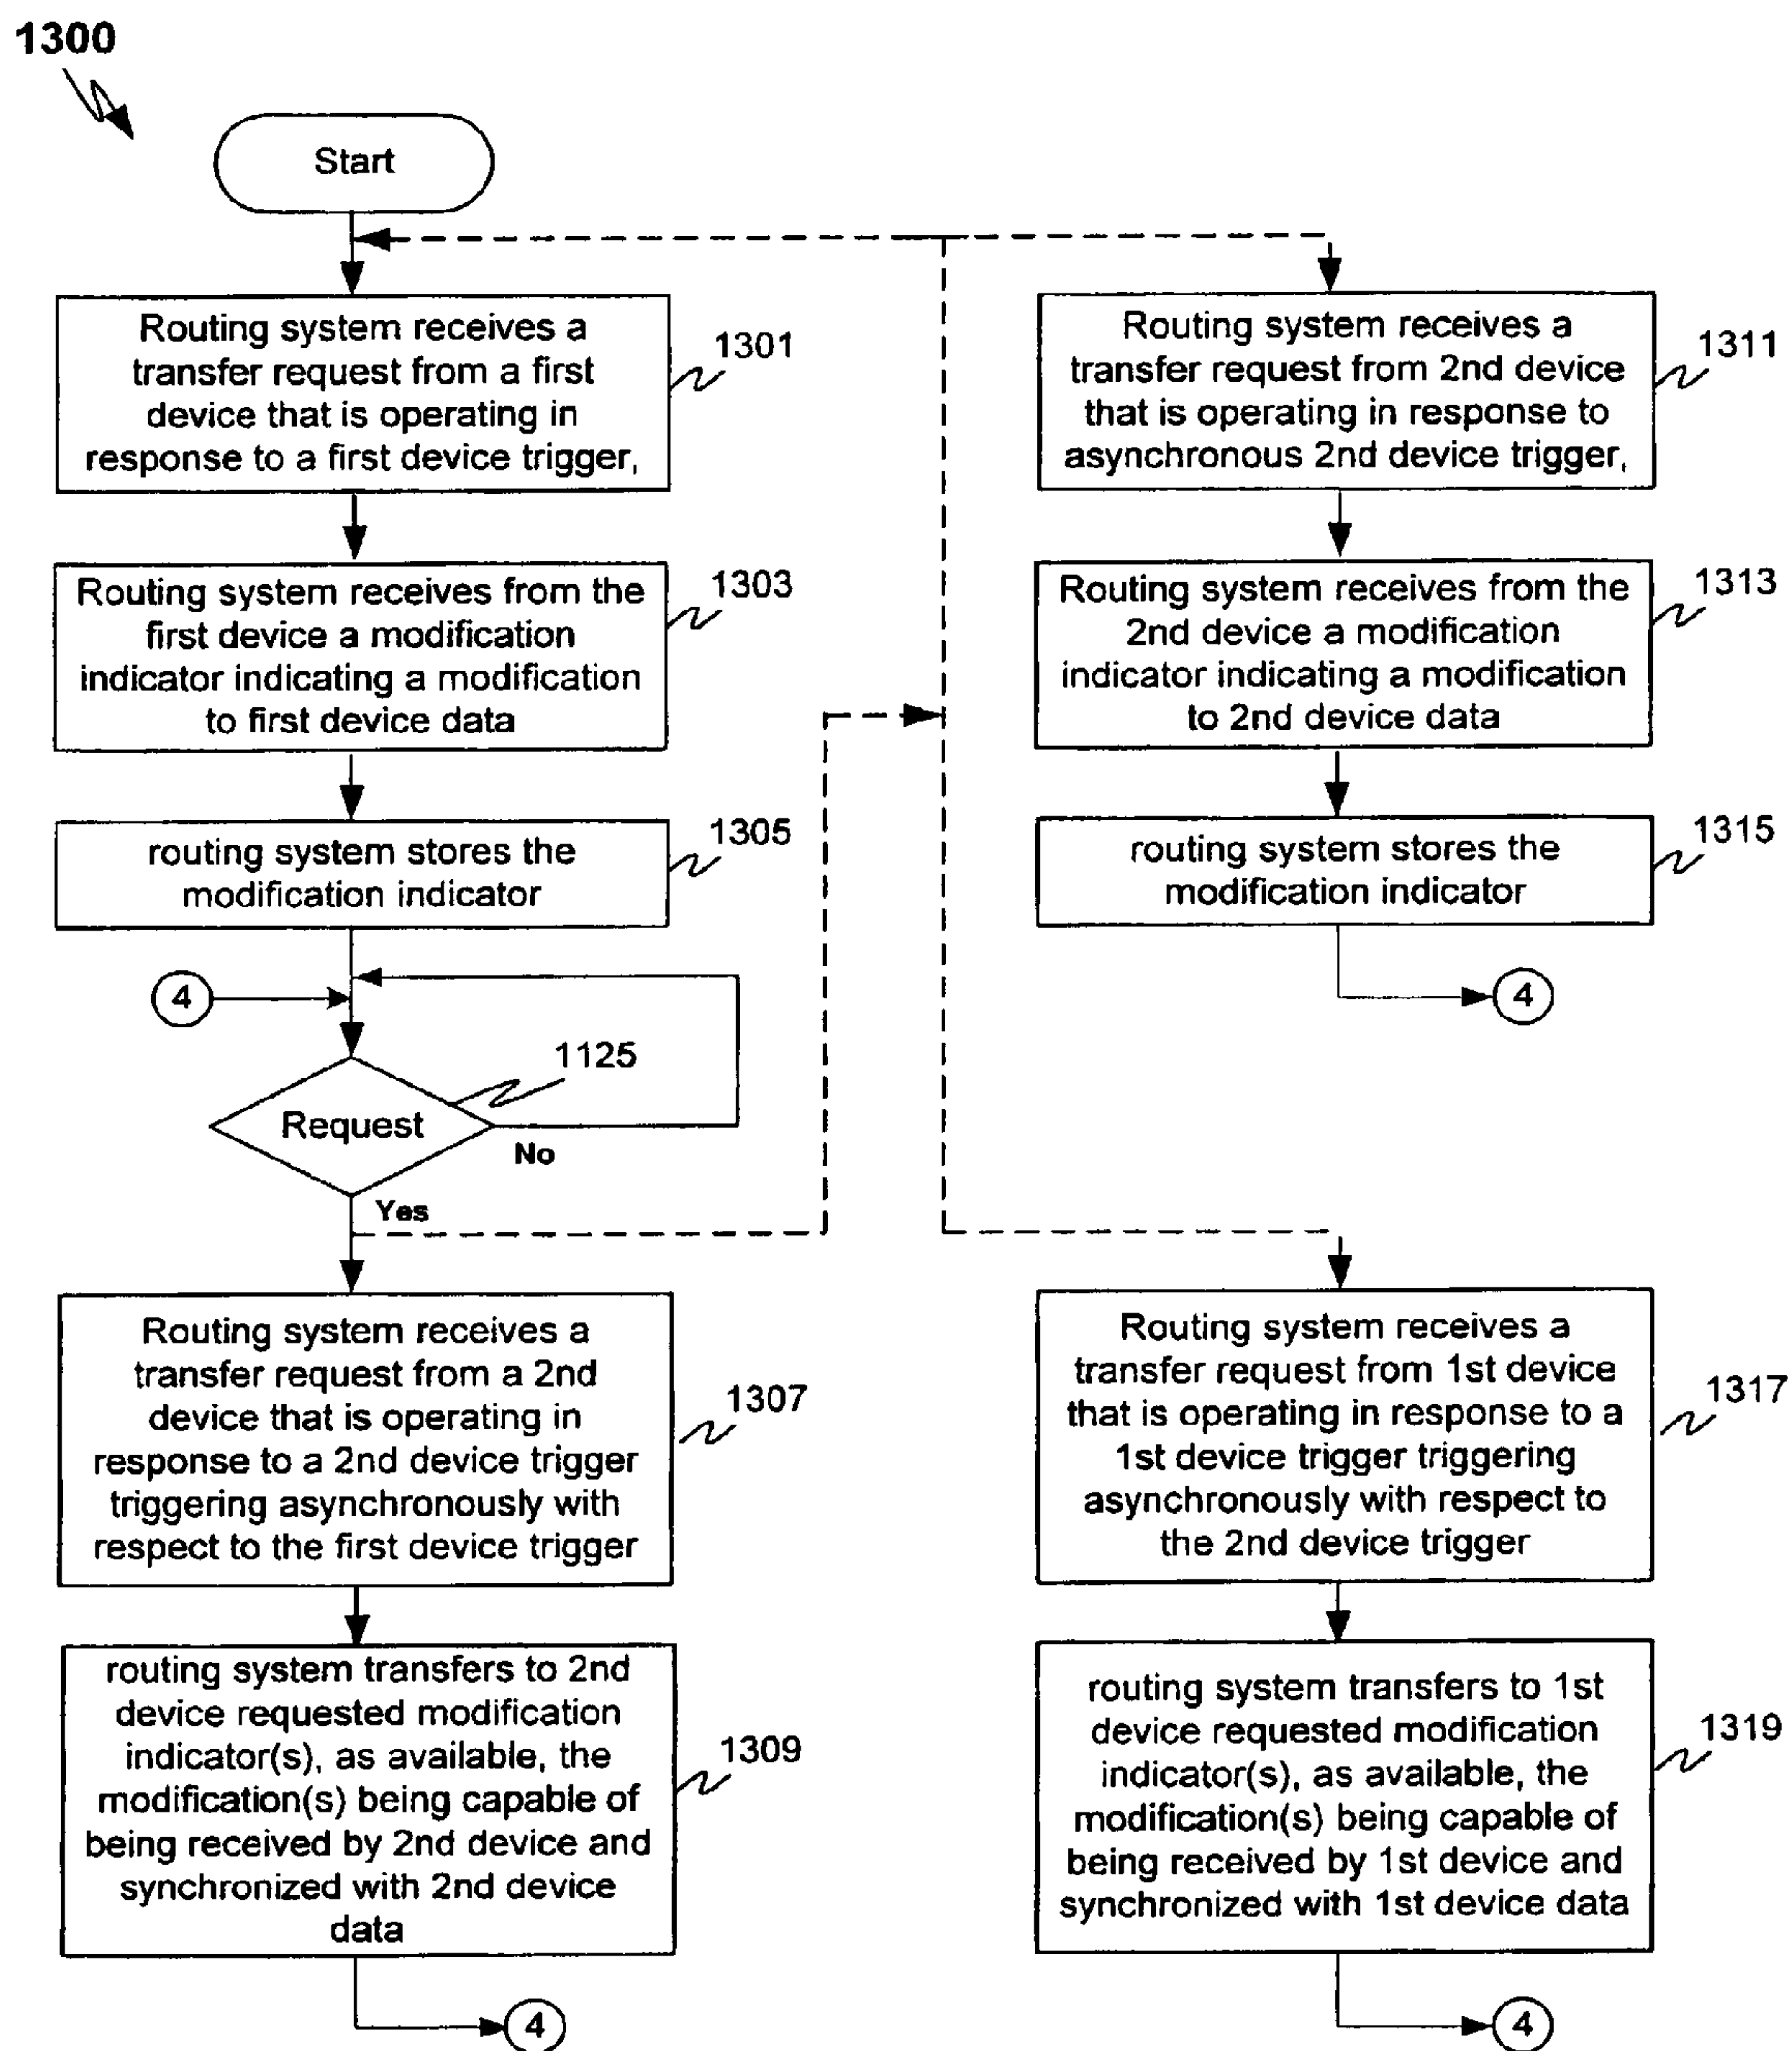 1300
Start
Routing system receives a
transfer request from a first
device that is operating in
response to a first device trigger,
1301
Routing system receives from the
first device a modification
indicator indicating a modification
to first device data
1303
routing system stores the
modification indicator
1305
4
Request
1125
No
Yes
Routing system receives a
transfer request from a 2nd
device that is operating in
response to a 2nd device trigger
triggering asynchronously with
respect to the first device trigger
1307
routing system transfers to 2nd
device requested modification
indicator(s), as available, the
modification(s) being capable of
being received by 2nd device and
synchronized with 2nd device
data
1309
4
Routing system receives a
transfer request from 2nd device
that is operating in response to
asynchronous 2nd device trigger,
1311
Routing system receives from the
2nd device a modification
indicator indicating a modification
to 2nd device data
1313
routing system stores the
modification indicator
1315
4
Routing system receives a
transfer request from 1st device
that is operating in response to a
1st device trigger triggering
asynchronously with respect to
the 2nd device trigger
1317
routing system transfers to 1st
device requested modification
indicator(s), as available, the
modification(s) being capable of
being received by 1st device and
synchronized with 1st device data
1319
4